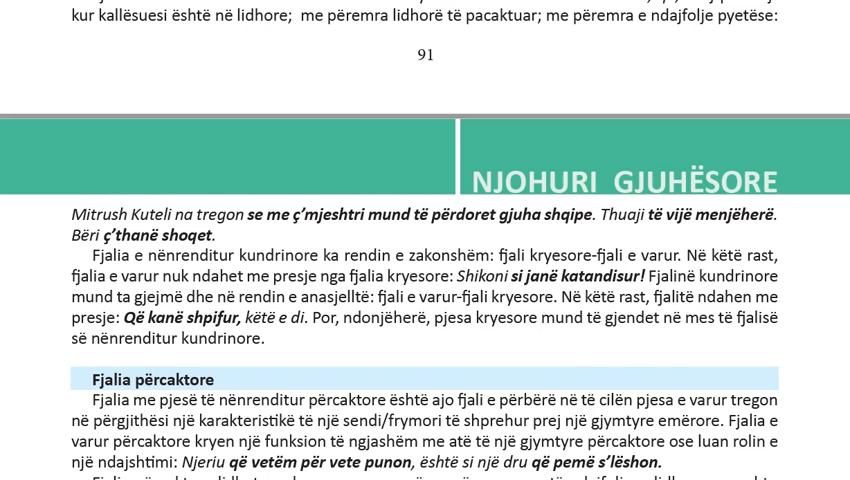 kur kallësuesi është në lidhore;  me përemra lidhorë të pacaktuar; me përemra e ndajfolje pyetëse:
91
NJOHURI GJUHËSORE
Mitrush Kuteli na tregon se me ç’mjeshtri mund të përdoret gjuha shqipe. Thuaji të vijë menjëherë.
Bëri ç’thanë shoqet.
Fjalia e nënrenditur kundrinore ka rendin e zakonshëm: fjali kryesore-fjali e varur. Në këtë rast,
fjalia e varur nuk ndahet me presje nga fjalia kryesore: Shikoni si janë katandisur! Fjalinë kundrinore
mund ta gjejmë dhe në rendin e anasjelltë: fjali e varur-fjali kryesore. Në këtë rast, fjalitë ndahen me
presje: Që kanë shpifur, këtë e di. Por, ndonjëherë, pjesa kryesore mund të gjendet në mes të fjalisë
së nënrenditur kundrinore.
Fjalia përcaktore
Fjalia me pjesë të nënrenditur përcaktore është ajo fjali e përbërë në të cilën pjesa e varur tregon
në përgjithësi një karakteristikë të një sendi/frymori të shprehur prej një gjymtyre emërore. Fjalia e
varur përcaktore kryen një funksion të ngjashëm me atë të një gjymtyre përcaktore ose luan rolin e
një ndajshtimi: Njeriu që vetëm për vete punon, është si një dru që pemë s’lëshon.